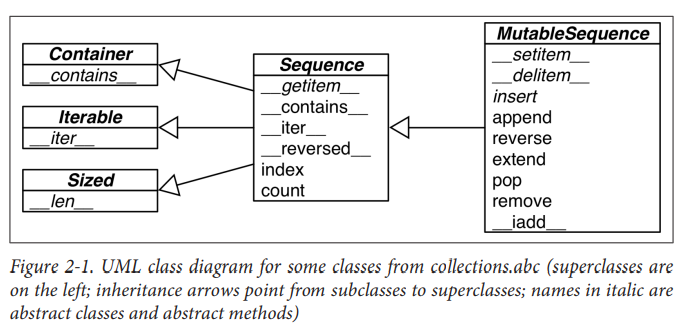 Container
__contains__
Iterable
__iter__
Sized
__len__
Sequence
__getitem__
__contains__
__iter__
__reversed__
index
count
MutableSequence
__setitem__
__delitem__
insert
append
reverse
extend
pop
remove
__iadd__
Figure 2-1. UML class diagram for some classes from collections.abc (superclasses are
on the left; inheritance arrows point from subclasses to superclasses; names in italic are
abstract classes and abstract methods)